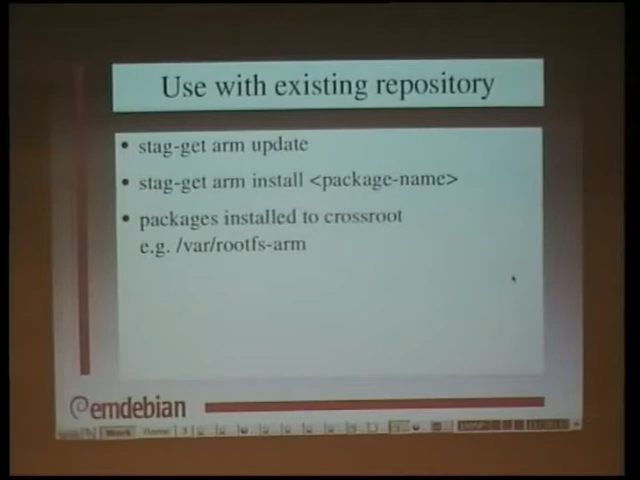 Use with existing repository
• stag-get arm update
• stag-get arm install <package-name>
• packages installed to crossroot
e.g. /var/rootfs-arm
emdebian
Work